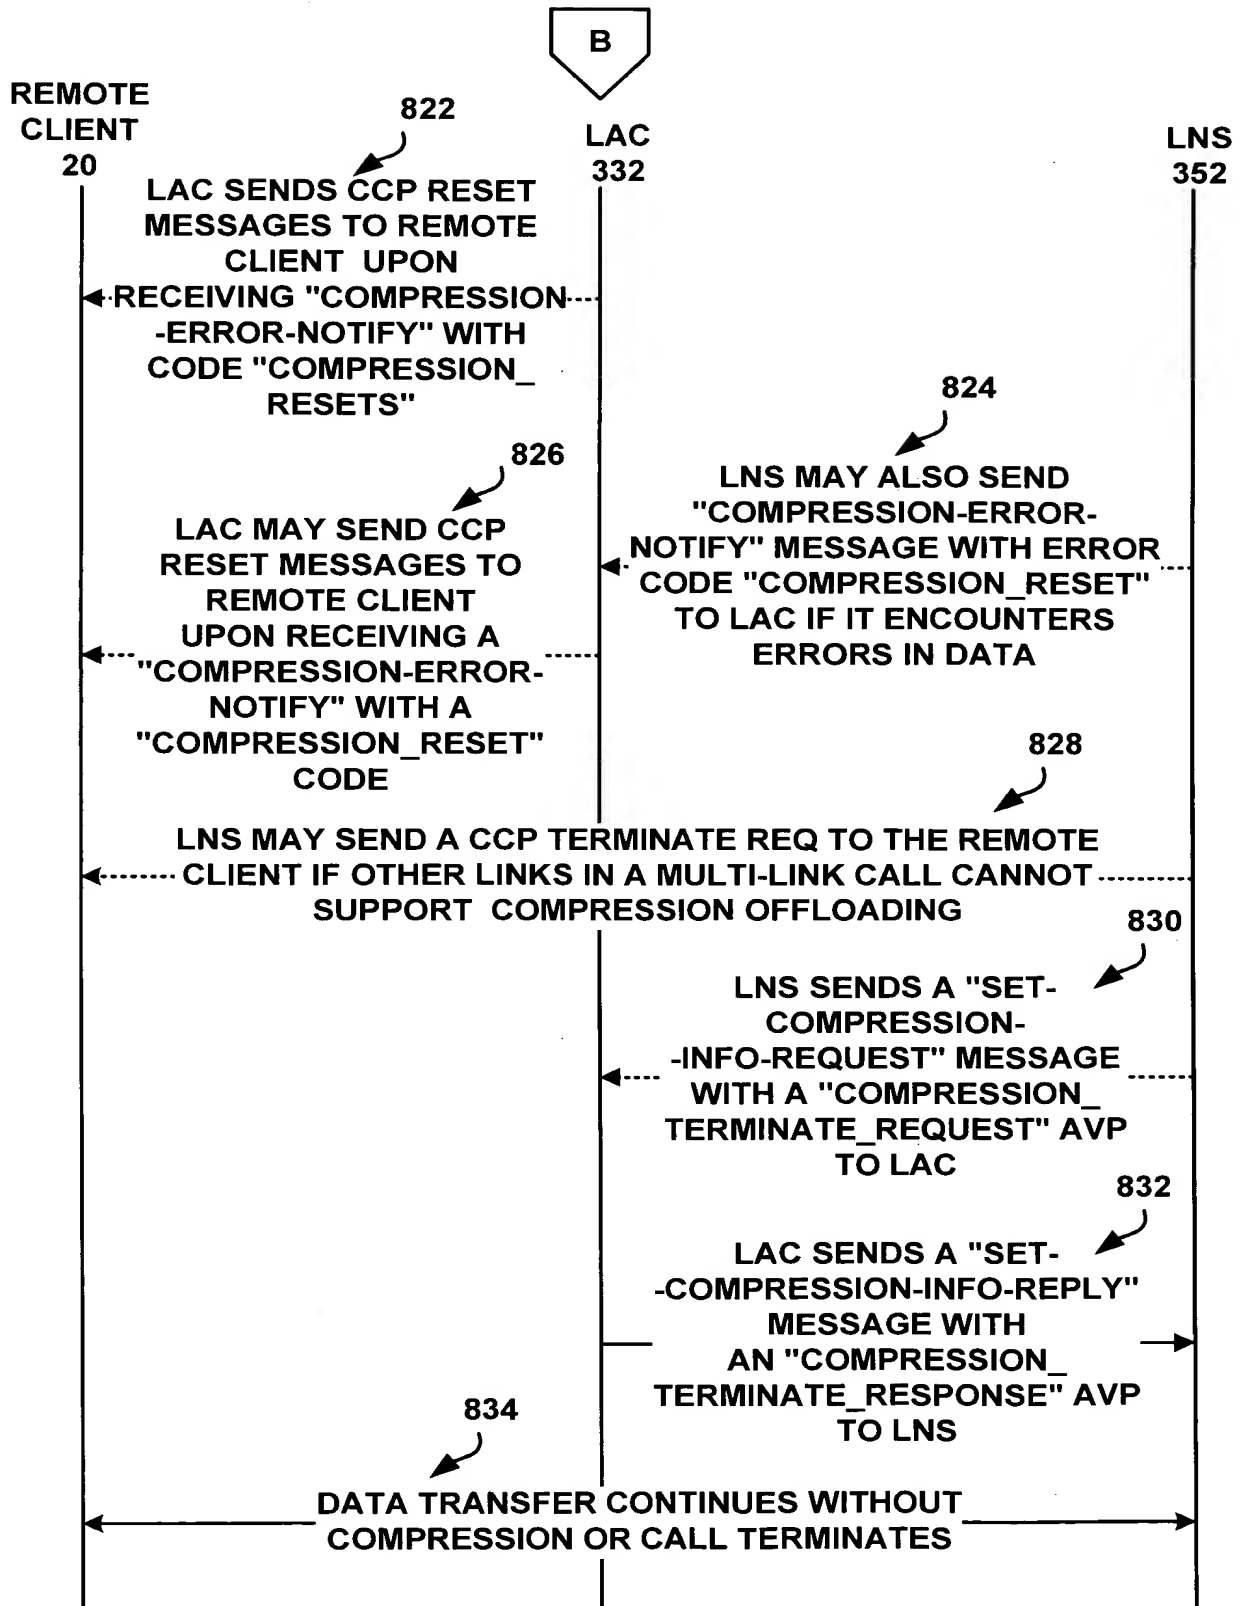 B
REMOTE
CLIENT
20
LAC
332
LNS
352
822
LAC SENDS CCP RESET
MESSAGES TO REMOTE
CLIENT UPON
RECEIVING "COMPRESSION
-ERROR-NOTIFY" WITH
CODE "COMPRESSION_
RESETS"
824
LNS MAY ALSO SEND
"COMPRESSION-ERROR-
NOTIFY" MESSAGE WITH ERROR
CODE "COMPRESSION_RESET"
TO LAC IF IT ENCOUNTERS
ERRORS IN DATA
826
LAC MAY SEND CCP
RESET MESSAGES TO
REMOTE CLIENT
UPON RECEIVING A
"COMPRESSION-ERROR-
NOTIFY" WITH A
"COMPRESSION_RESET"
CODE
828
LNS MAY SEND A CCP TERMINATE REQ TO THE REMOTE
CLIENT IF OTHER LINKS IN A MULTI-LINK CALL CANNOT
SUPPORT COMPRESSION OFFLOADING
830
LNS SENDS A "SET-
COMPRESSION-
-INFO-REQUEST" MESSAGE
WITH A "COMPRESSION_
TERMINATE_REQUEST" AVP
TO LAC
832
LAC SENDS A "SET-
-COMPRESSION-INFO-REPLY"
MESSAGE WITH
AN "COMPRESSION_
TERMINATE_RESPONSE" AVP
TO LNS
834
DATA TRANSFER CONTINUES WITHOUT
COMPRESSION OR CALL TERMINATES